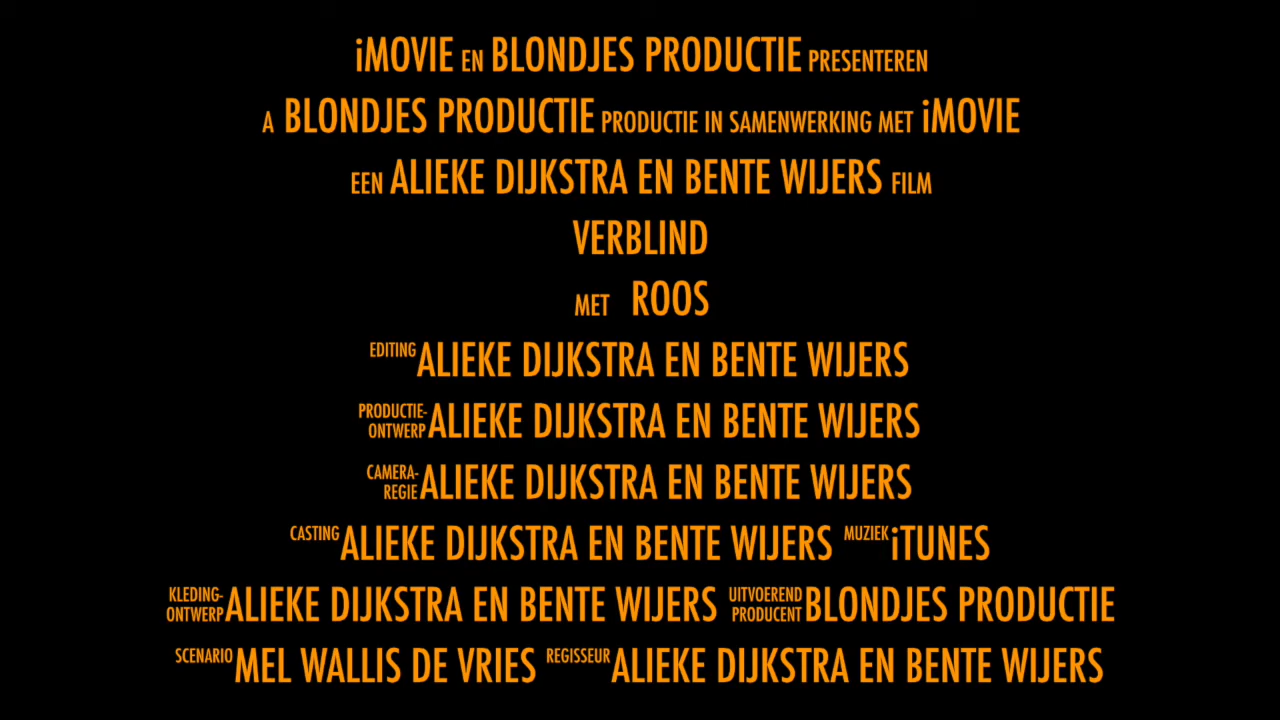 iMOVIE EN BLONDJES PRODUCTIE PRESENTEREN
A BLONDJES PRODUCTIE PRODUCTIE IN SAMENWERKING MET iMOVIE
EEN ALIEKE DIJKSTRA EN BENTE WIJERS FILM
VERBLIND
MET ROOS
EDITING ALIEKE DIJKSTRA EN BENTE WIJERS
PRODUCTIE-ONTWERP ALIEKE DIJKSTRA EN BENTE WIJERS
CAMERA-REGIE ALIEKE DIJKSTRA EN BENTE WIJERS
CASTING ALIEKE DIJKSTRA EN BENTE WIJERS MUZIEK iTUNES
KLEDING-ONTWERP ALIEKE DIJKSTRA EN BENTE WIJERS UITVOEREND PRODUCENT BLONDJES PRODUCTIE
SCENARIO MEL WALLIS DE VRIES REGISSEUR ALIEKE DIJKSTRA EN BENTE WIJERS